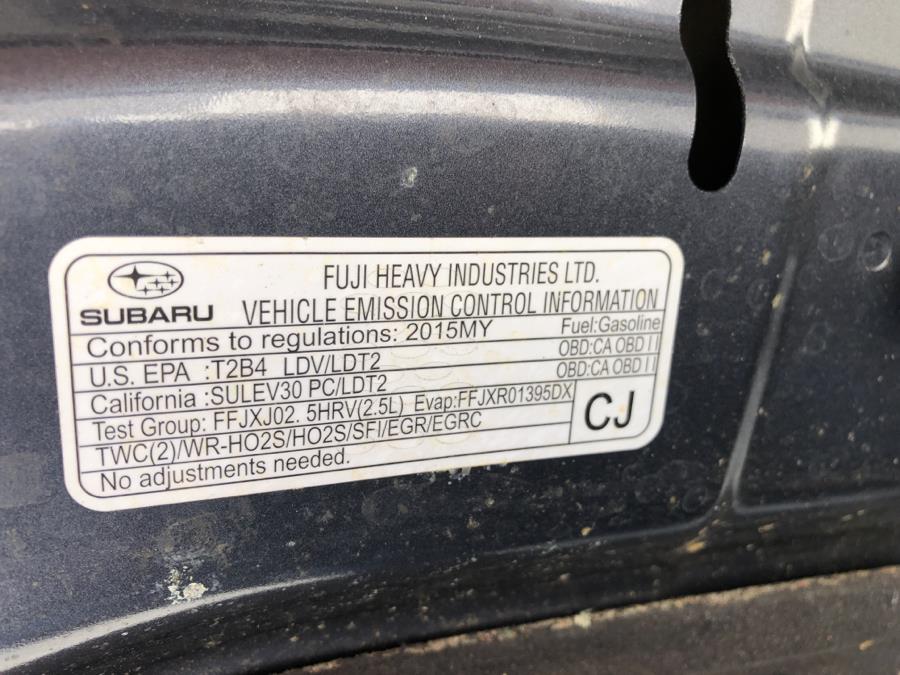 SUBARU
FUJI HEAVY INDUSTRIES LTD.
VEHICLE EMISSION CONTROL INFORMATION
Conforms to regulations: 2015MY Fuel:Gasoline
U.S. EPA :T2B4 LDV/LDT2 OBD:CA OBD II
California :SULEV30 PC/LDT2 OBD:CA OBD II
Test Group: FFJXJ02. 5HRV(2.5L) Evap:FFJXR01395DX
TWC(2)/WR-HO2S/HO2S/SFI/EGR/EGRC
CJ
No adjustments needed.